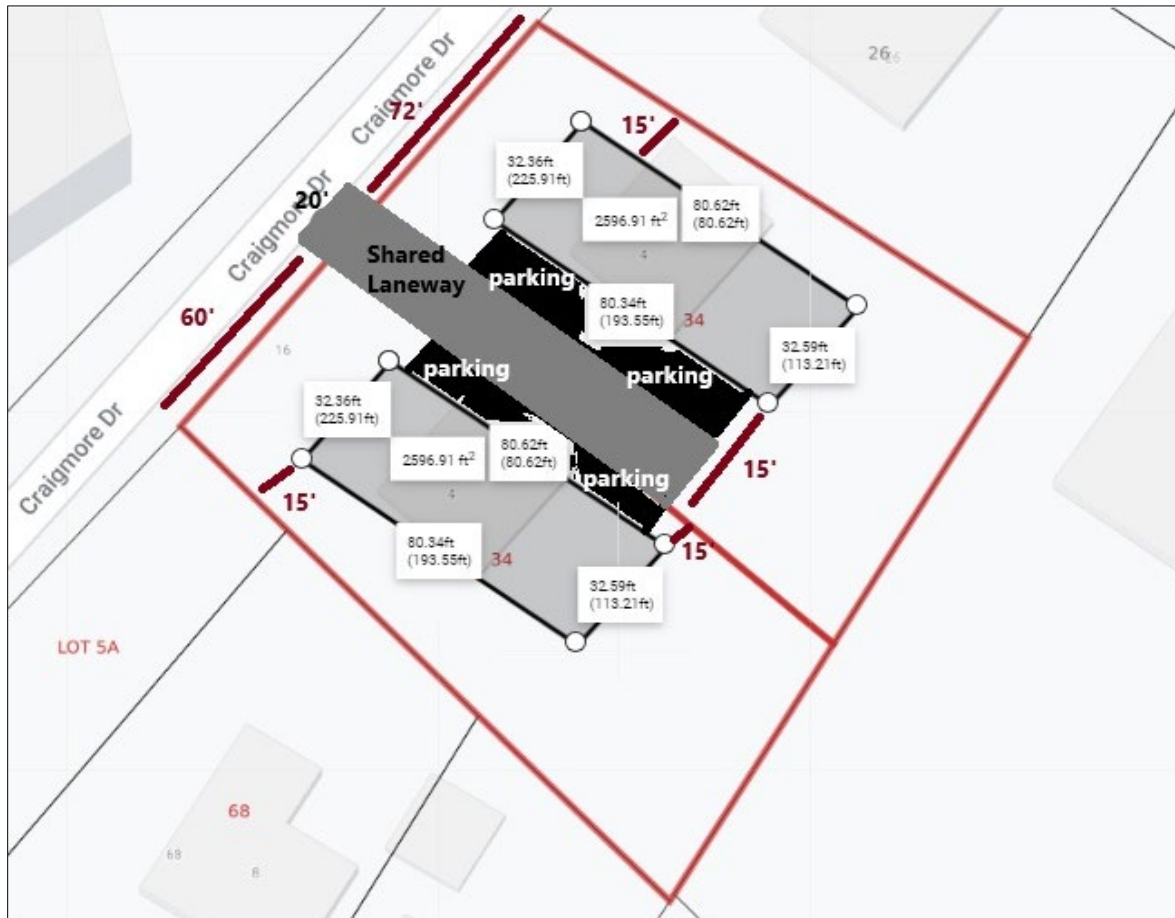 Craigmore Dr
72'
26
26
15'
32.36ft
(225.91ft)
80.62ft
(80.62ft)
2596.91 ft²
20'
Craigmore Dr
4
Shared
Laneway
parking
80.34ft
(193.55ft)
34
60'
16
32.59ft
(113.21ft)
parking
parking
32.36ft
(225.91ft)
2596.91 ft²
80.62ft
(80.62ft)
Craigmore Dr
15'
parking
4
15'
80.34ft
(193.55ft)
34
15'
32.59ft
(113.21ft)
LOT 5A
68
68
8